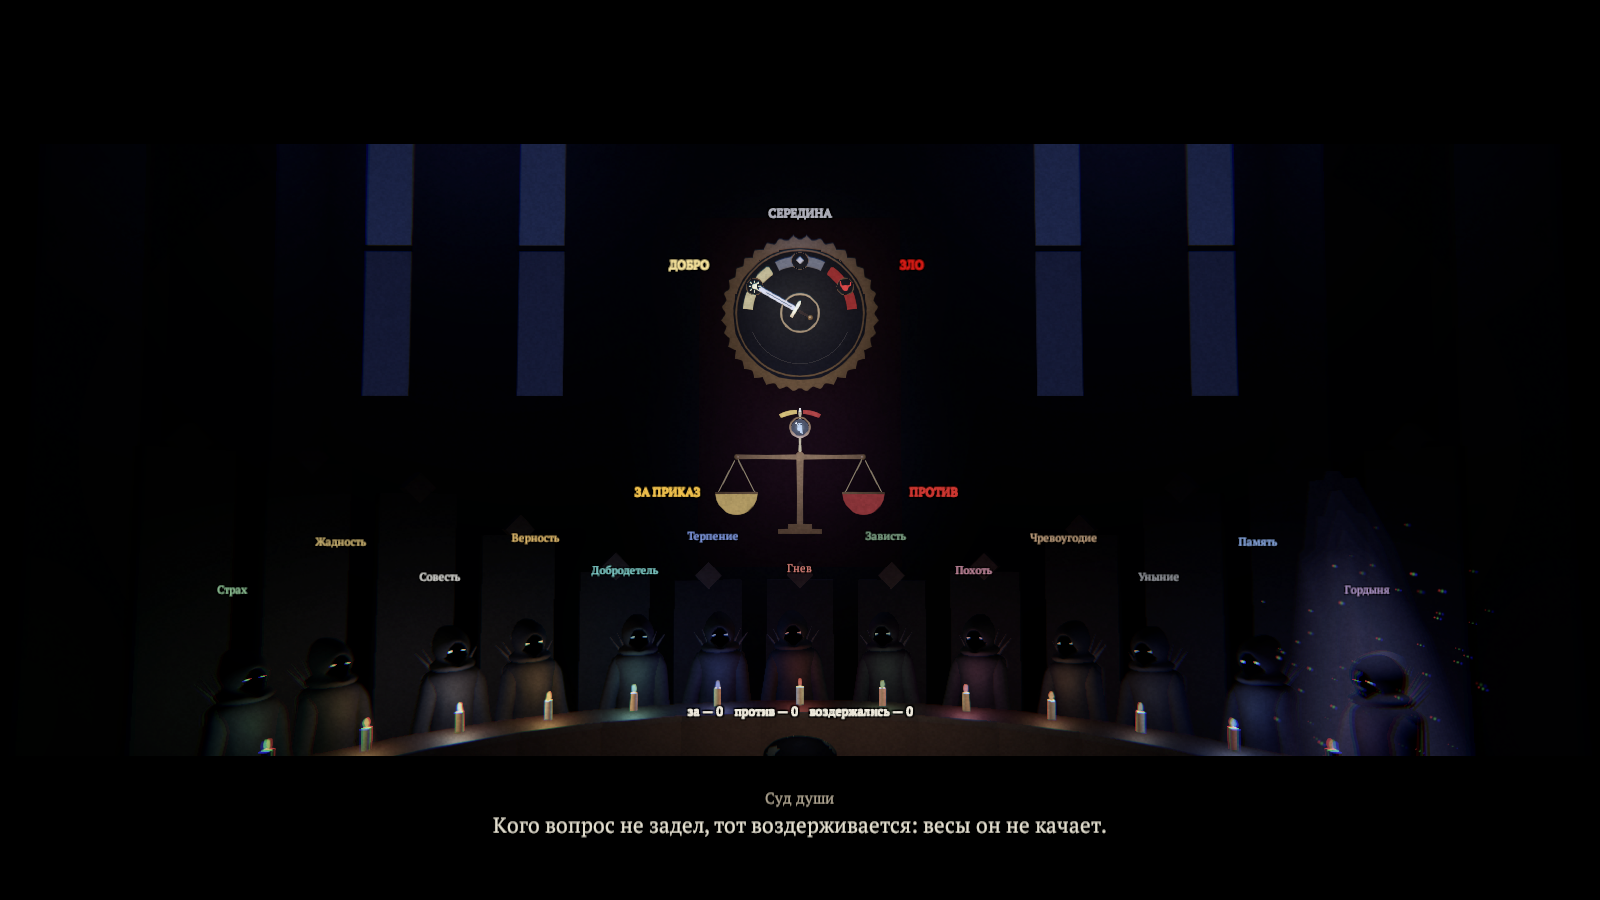 СЕРЕДИНА
ДОБРО
ЗЛО
ЗА ПРИКАЗ
ПРОТИВ
Жадность
Верность
Терпение
Зависть
Чревоугодие
Память
Страх
Совесть
Добродетель
Гнев
Похоть
Уныние
Гордыня
за — 0 против — 0 воздержались — 0
Суд души
Кого вопрос не задел, тот воздерживается: весы он не качает.